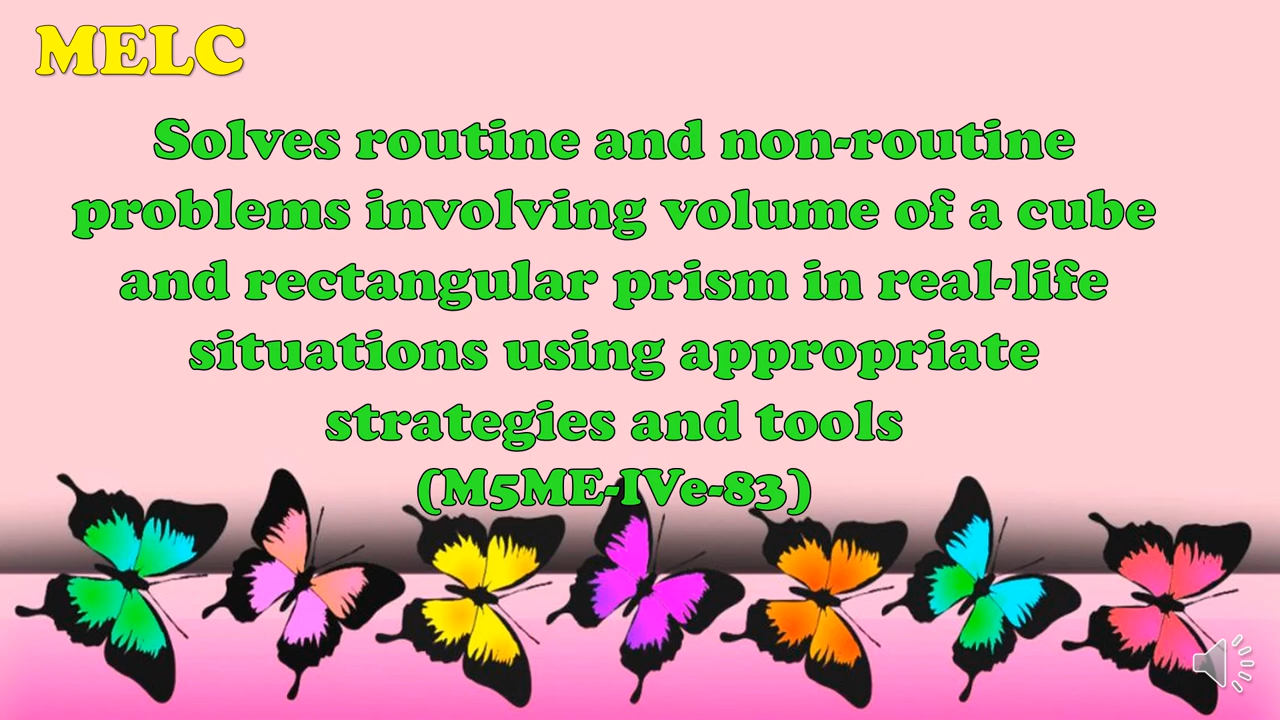 MELC
Solves routine and non-routine
problems involving volume of a cube
and rectangular prism in real-life
situations using appropriate
strategies and tools
(M5ME-IVe-83)